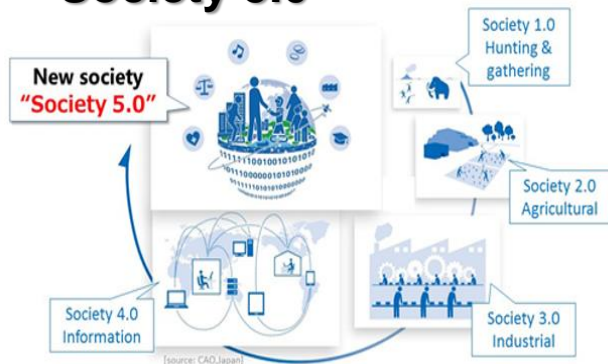 Society 5.0
New society
“Society 5.0”
Society 1.0
Hunting &
gathering
Society 2.0
Agricultural
Society 3.0
Industrial
Society 4.0
Information
[source: CAO,Japan]